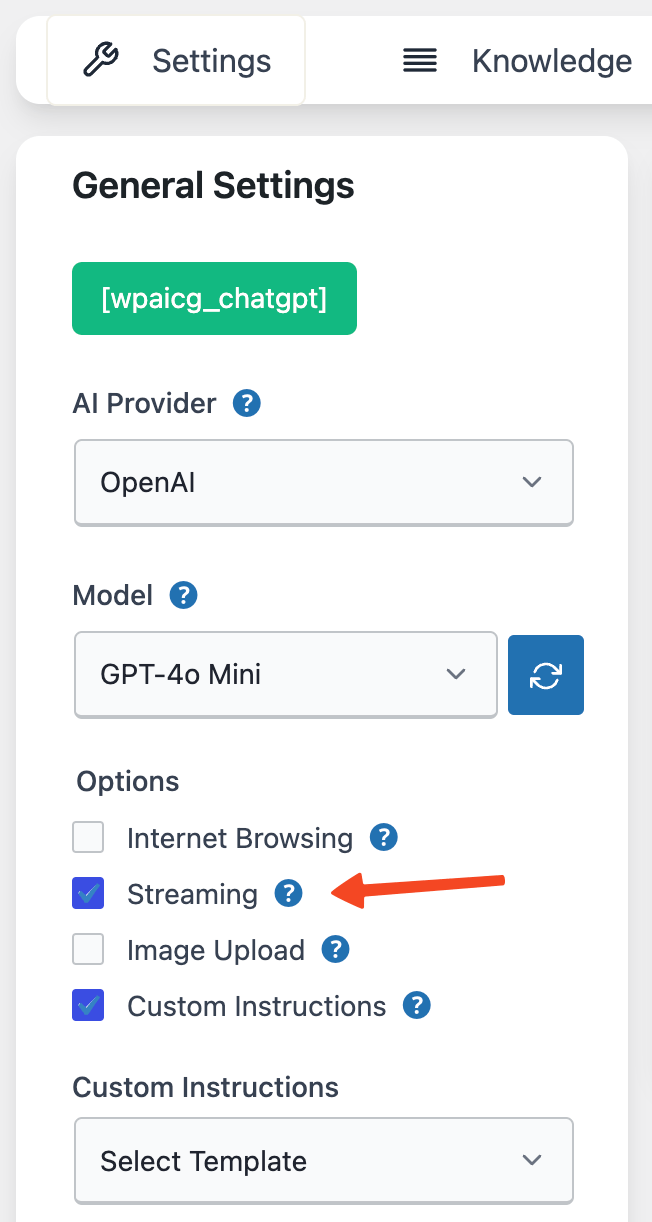 Settings Knowledge
General Settings
[wpaicg_chatgpt]
AI Provider ?
OpenAI
Model ?
GPT-4o Mini
Options
Internet Browsing ?
Streaming ?
Image Upload ?
Custom Instructions ?
Custom Instructions
Select Template